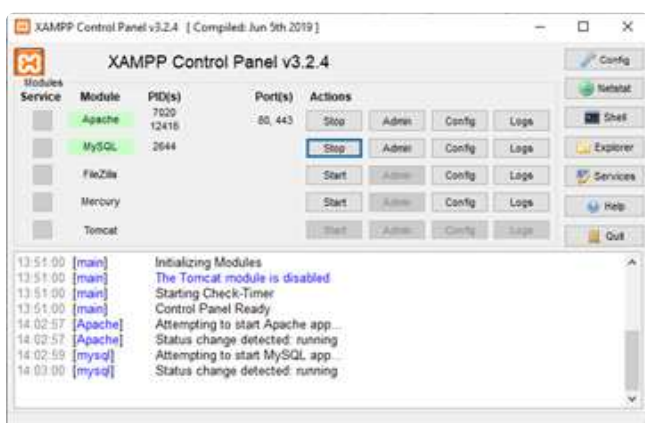 XAMPP Control Panel v3.2.4 [ Compiled: Jun 5th 2019 ]
XAMPP Control Panel v3.2.4
Config
Modules
Service Module PID(s) Port(s) Actions
Netstat
Apache 7020 12416 80, 443 Stop Admin Config Logs
Shell
MySQL 2644 Stop Admin Config Logs
Explorer
FileZilla Start Admin Config Logs
Services
Mercury Start Admin Config Logs
Help
Tomcat Start Admin Config Logs
Quit
13:51:00 [main] Initializing Modules
13:51:00 [main] The Tomcat module is disabled
13:51:00 [main] Starting Check-Timer
13:51:00 [main] Control Panel Ready
14:02:57 [Apache] Attempting to start Apache app...
14:02:57 [Apache] Status change detected: running
14:02:59 [mysql] Attempting to start MySQL app...
14:03:00 [mysql] Status change detected: running